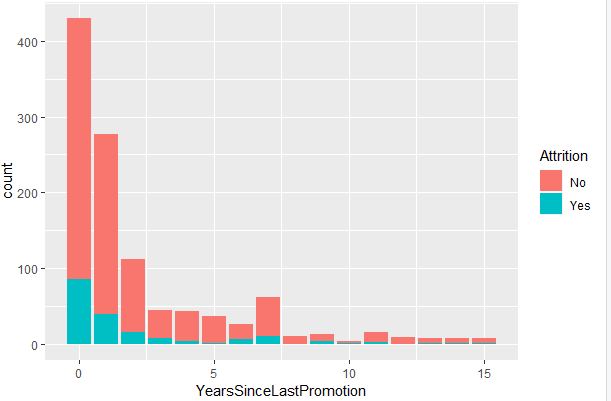 400
300
200
100
0
count
0 5 10 15
YearsSinceLastPromotion
Attrition
No
Yes